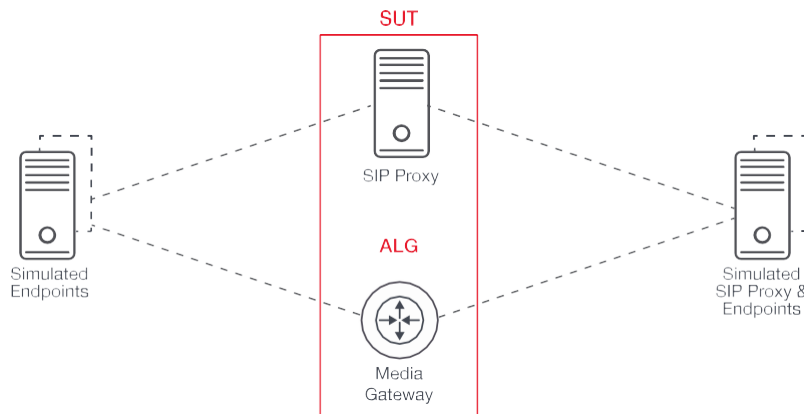 SUT
SIP Proxy
ALG
Simulated
Endpoints
Media
Gateway
Simulated
SIP Proxy &
Endpoints